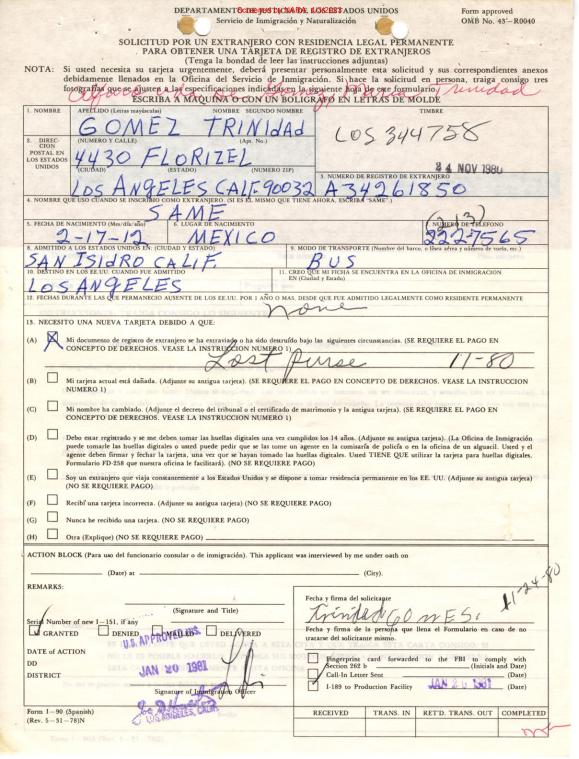 DEPARTAMENTO DE JUSTICIA DE LOS ESTADOS UNIDOS
Servicio de Inmigración y Naturalización
Form approved
OMB No. 43-R0040
SOLICITUD POR UN EXTRANJERO CON RESIDENCIA LEGAL PERMANENTE
PARA OBTENER UNA TARJETA DE REGISTRO DE EXTRANJEROS
(Tenga la bondad de leer las instrucciones adjuntas)
NOTA: Si usted necesita su tarjeta urgentemente, deberá presentar personalmente esta solicitud y sus correspondientes anexos
debidamente llenados en la Oficina del Servicio de Inmigración. Si hace la solicitud en persona, traiga consigo tres
fotografías que se ajusten a las especificaciones indicadas en la siguiente hoja de este formulario.
Gomez, Maria Trinidad
ESCRIBA A MAQUINA O CON UN BOLIGRAFO EN LETRAS DE MOLDE
1. NOMBRE APELLIDO (Letras mayúsculas) NOMBRE SEGUNDO NOMBRE
GOMEZ TRINIDAD
TIMBRE
LOS 344758
2. DIRECCION POSTAL EN LOS ESTADOS UNIDOS
(NUMERO Y CALLE) (Apt. No.)
4430 FLORIZEL
(CIUDAD) (ESTADO) (NUMERO ZIP)
LOS ANGELES CALF. 90032
24 NOV 1980
3. NUMERO DE REGISTRO DE EXTRANJERO
A34261850
4. NOMBRE QUE USO CUANDO SE INSCRIBIO COMO EXTRANJERO. (SI ES EL MISMO QUE TIENE AHORA, ESCRIBA "SAME".)
SAME
5. FECHA DE NACIMIENTO (Mes/día/año)
2-17-12
6. LUGAR DE NACIMIENTO
MEXICO
7. NUMERO DE TELEFONO
(213)
2227565
8. ADMITIDO A LOS ESTADOS UNIDOS EN: (CIUDAD Y ESTADO)
SAN ISIDRO CALIF.
9. MODO DE TRANSPORTE (Nombre del barco, o línea aérea y número de vuelo, etc.)
BUS
10. DESTINO EN LOS EE.UU. CUANDO FUE ADMITIDO
LOS ANGELES
11. CREO QUE MI FICHA SE ENCUENTRA EN LA OFICINA DE INMIGRACION
EN (Ciudad y Estado)
12. FECHAS DURANTE LAS QUE PERMANECIO AUSENTE DE LOS EE.UU. POR 1 AÑO O MAS, DESDE QUE FUE ADMITIDO LEGALMENTE COMO RESIDENTE PERMANENTE
none
13. NECESITO UNA NUEVA TARJETA DEBIDO A QUE:
(A) X Mi documento de registro de extranjero se ha extraviado o ha sido destruído bajo las siguientes circunstancias. (SE REQUIERE EL PAGO EN
CONCEPTO DE DERECHOS. VEASE LA INSTRUCCION NUMERO 1)
Lost Purse 11-80
(B) Mi tarjeta actual está dañada. (Adjunte su antigua tarjeta). (SE REQUIERE EL PAGO EN CONCEPTO DE DERECHOS. VEASE LA INSTRUCCION
NUMERO 1)
(C) Mi nombre ha cambiado. (Adjunte el decreto del tribunal o el certificado de matrimonio y la antigua tarjeta). (SE REQUIERE EL PAGO EN
CONCEPTO DE DERECHOS. VEASE LA INSTRUCCION NUMERO 1)
(D) Debo estar registrado y se me deben tomar las huellas digitales una vez cumplidos los 14 años. (Adjunte su antigua tarjeta). (La Oficina de Inmigración
puede tomarle las huellas digitales o usted puede pedir que se las tome un agente en la comisaría de policía o en la oficina de un alguacil. Usted y el
agente deben firmar y fechar la tarjeta, una vez que se hayan tomado las huellas digitales. Usted TIENE QUE utilizar la tarjeta para huellas digitales,
Formulario FD-258 que nuestra oficina le facilitará). (NO SE REQUIERE PAGO)
(E) Soy un extranjero que viaja constantemente a los Estados Unidos y se dispone a tomar residencia permanente en los EE. UU. (Adjunte su antigua tarjeta)
(NO SE REQUIERE PAGO)
(F) Recibí una tarjeta incorrecta. (Adjunte su antigua tarjeta) (NO SE REQUIERE PAGO)
(G) Nunca he recibido una tarjeta. (NO SE REQUIERE PAGO)
(H) Otra (Explique) (NO SE REQUIERE PAGO)
ACTION BLOCK (Para uso del funcionario consular o de inmigración). This applicant was interviewed by me under oath on
(Date) at (City).
REMARKS:
(Signature and Title)
Serial Number of new I-151, if any
GRANTED DENIED MAILED DELIVERED
DATE of ACTION
DD
DISTRICT
U.S. APPROVED I.N.S.
JAN 20 1981
Signature of Immigration Officer
LOS ANGELES, CALIF.
Form I-90 (Spanish)
(Rev. 5-31-78)N
Fecha y firma del solicitante
11-24-80
Trinidad GOMES.
Fecha y firma de la persona que llena el Formulario en caso de no
tratarse del solicitante mismo.
Fingerprint card forwarded to the FBI to comply with
Section 262 b (Initials and Date)
Call-In Letter Sent (Date)
I-189 to Production Facility JAN 20 1981 (Date)
RECEIVED TRANS. IN RET'D. TRANS. OUT COMPLETED